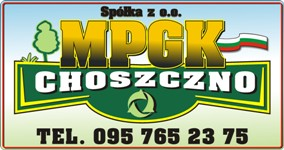 Spółka z o.o.
MPGK
CHOSZCZNO
TEL. 095 765 23 75